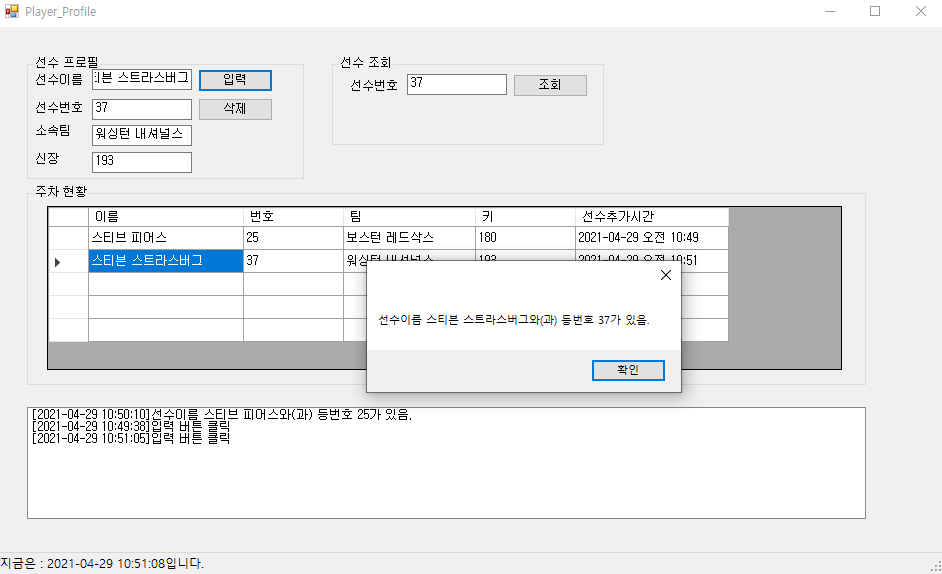 Player_Profile
선수 프로필
선수이름 티븐 스트라스버그 입력
선수번호 37 삭제
소속팀 워싱턴 내셔널스
신장 193
선수 조회
선수번호 37 조회
주차 현황
이름 번호 팀 키 선수추가시간
스티브 피어스 25 보스턴 레드삭스 180 2021-04-29 오전 10:49
스티븐 스트라스버그 37 워싱턴 내셔널스 193 2021-04-29 오전 10:51
선수이름 스티븐 스트라스버그와(과) 등번호 37가 있음.
확인
[2021-04-29 10:50:10]선수이름 스티브 피어스와(과) 등번호 25가 있음.
[2021-04-29 10:49:38]입력 버튼 클릭
[2021-04-29 10:51:05]입력 버튼 클릭
지금은 : 2021-04-29 10:51:08입니다.